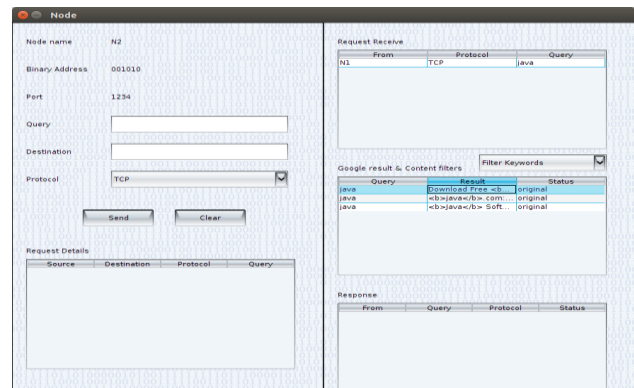 Node
Node name N2
Binary Address 001010
Port 1234
Query
Destination
Protocol TCP
Send Clear
Request Details
Source Destination Protocol Query
Request Receive
From Protocol Query
N1 TCP java
Google result & Content filters Filter Keywords
Query Result Status
java Download Free <b... original
java <b>java</b>.com:... original
java <b>Java</b> Soft... original
Response
From Query Protocol Status